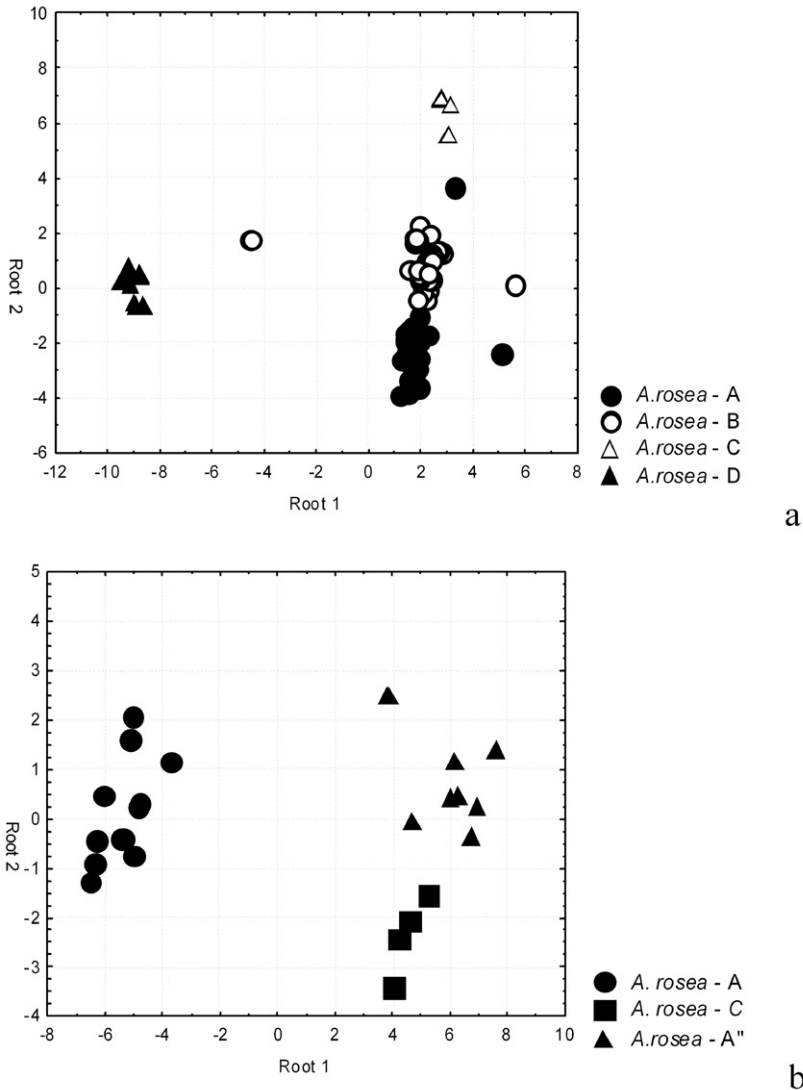 10
8
6
4
2
0
-2
-4
-6
Root 2
-12 -10 -8 -6 -4 -2 0 2 4 6 8
Root 1
A.rosea - A
A.rosea - B
A.rosea - C
A.rosea - D
a
5
4
3
2
1
0
-1
-2
-3
-4
Root 2
-8 -6 -4 -2 0 2 4 6 8 10
Root 1
A. rosea - A
A. rosea - C
A.rosea - A"
b